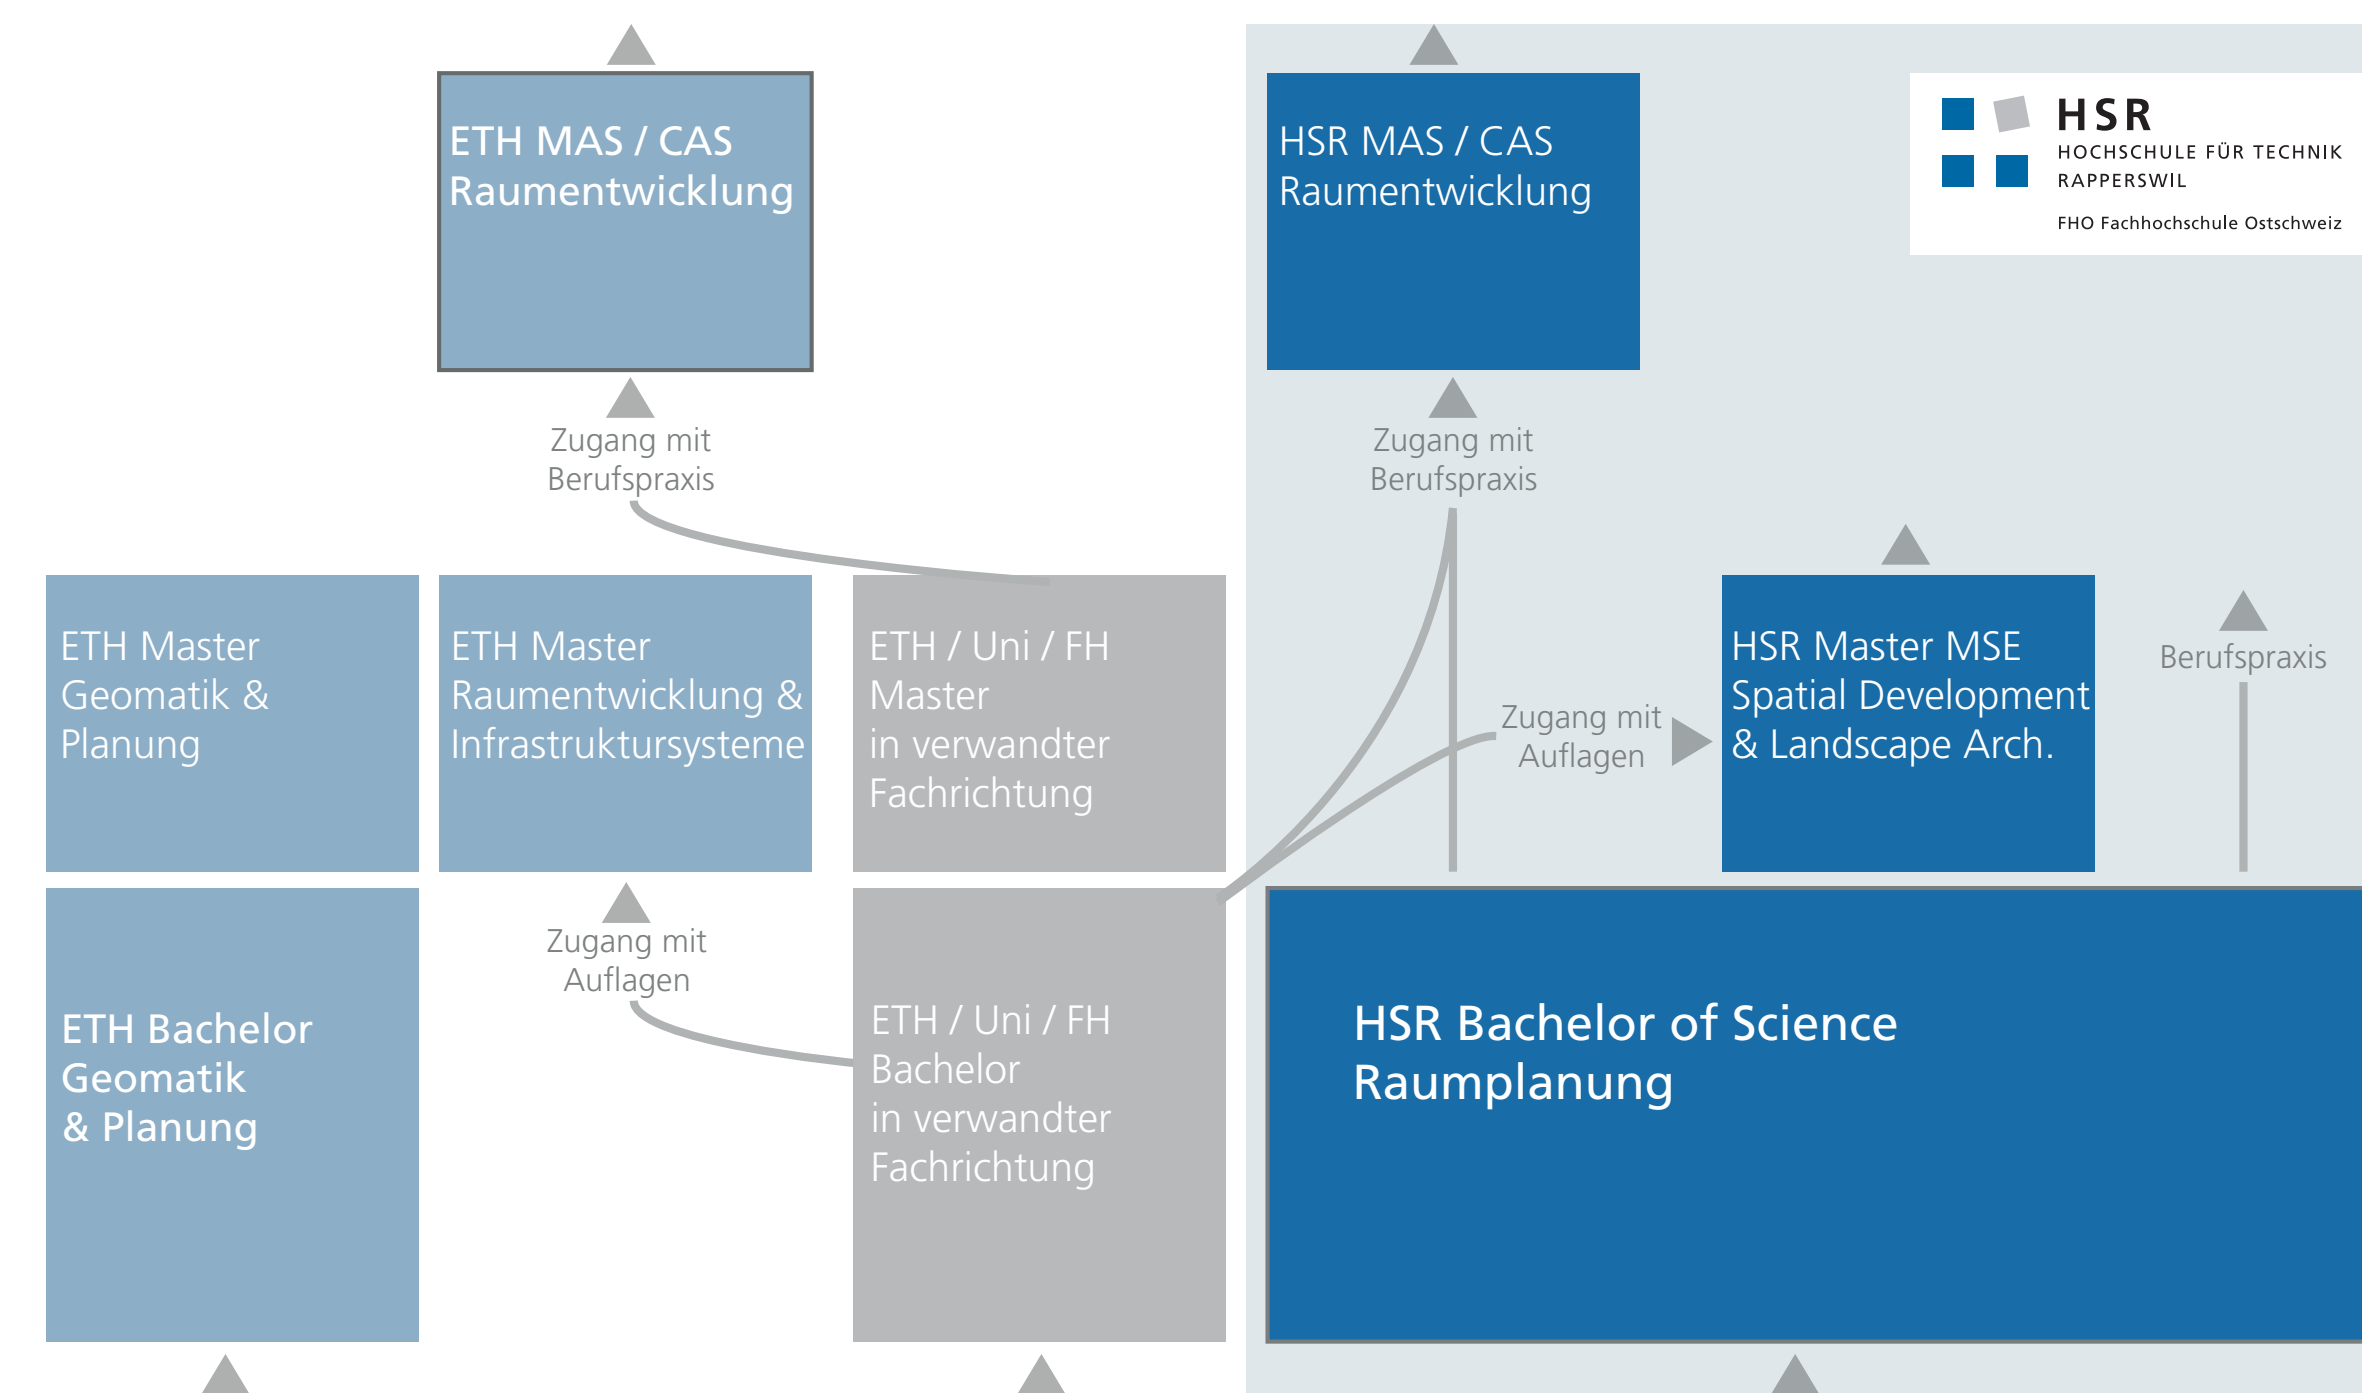 ETH MAS / CAS
Raumentwicklung
HSR MAS / CAS
Raumentwicklung
HSR
HOCHSCHULE FÜR TECHNIK
RAPPERSWIL
FHO Fachhochschule Ostschweiz
Zugang mit
Berufspraxis
Zugang mit
Berufspraxis
ETH Master
Geomatik &
Planung
ETH Master
Raumentwicklung &
Infrastruktursysteme
ETH / Uni / FH
Master
in verwandter
Fachrichtung
Zugang mit
Auflagen
HSR Master MSE
Spatial Development
& Landscape Arch.
Berufspraxis
ETH Bachelor
Geomatik
& Planung
Zugang mit
Auflagen
ETH / Uni / FH
Bachelor
in verwandter
Fachrichtung
HSR Bachelor of Science
Raumplanung